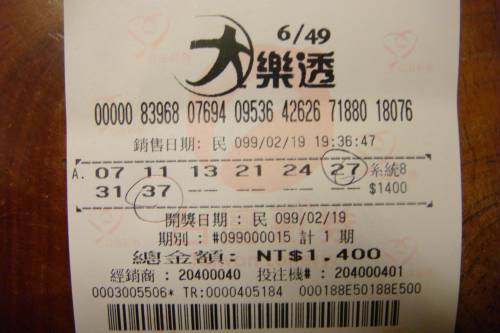 6/49
大樂透
00000 83968 07694 09536 42626 71880 18076
銷售日期: 民 099/02/19 19:36:47
A. 07 11 13 21 24 27 系統8
31 37 --- --- --- --- $1400
開獎日期 : 民 099/02/19
期別 : #099000015 計 1 期
總金額: NT$1,400
經銷商 : 20400040 投注機# : 204000401
0003005506* TR:0000405184 000188E50188E500